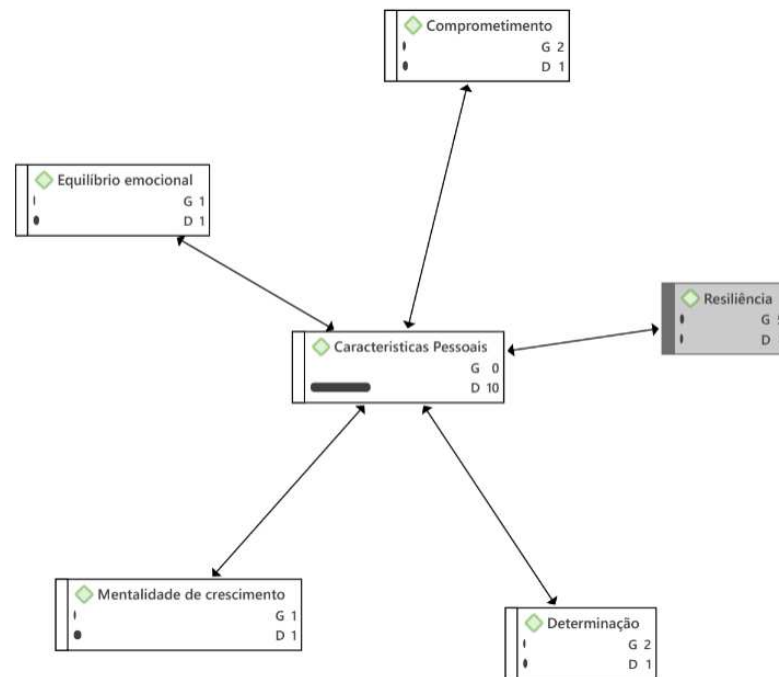 Comprometimento
G 2
D 1
Equilíbrio emocional
G 1
D 1
Resiliência
G
D
Caracteristicas Pessoais
G 0
D 10
Mentalidade de crescimento
G 1
D 1
Determinação
G 2
D 1